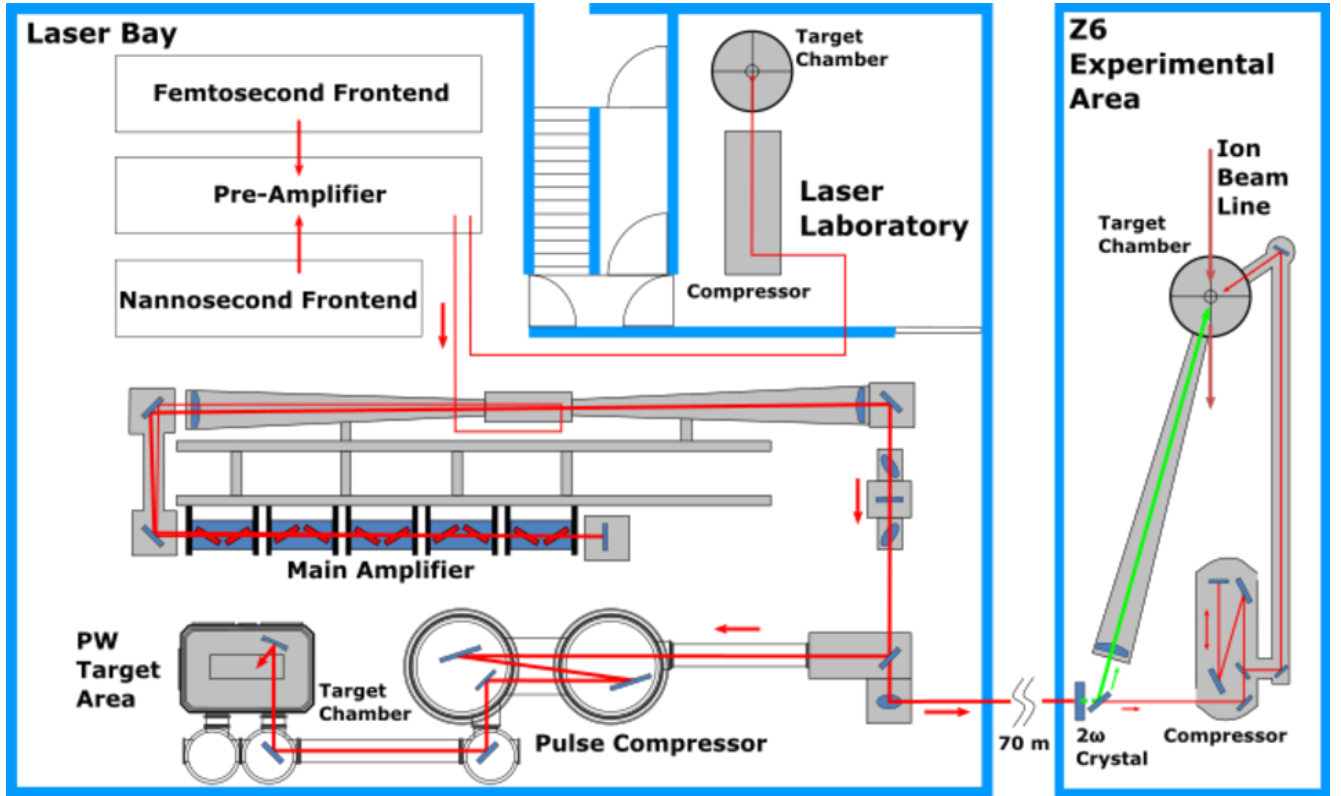 Laser Bay
Femtosecond Frontend
Pre-Amplifier
Nannosecond Frontend
Target
Chamber
Laser
Laboratory
Compressor
Z6
Experimental
Area
Ion
Beam
Line
Target
Chamber
Main Amplifier
PW
Target
Area
Target
Chamber
Pulse Compressor
70 m
2ω
Crystal
Compressor